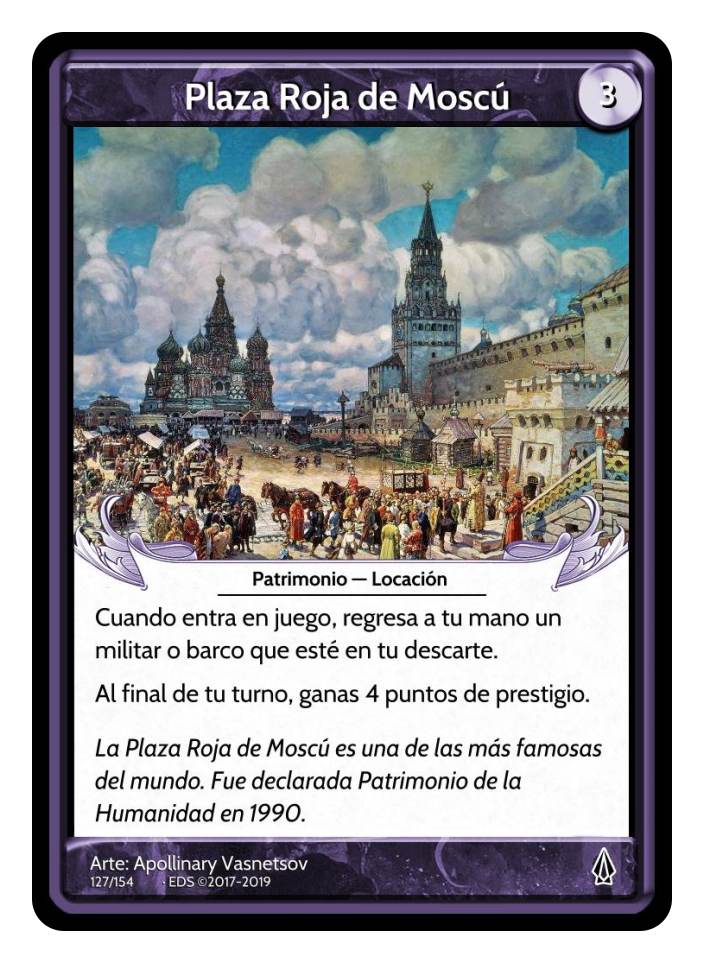 Plaza Roja de Moscú
3
Patrimonio — Locación
Cuando entra en juego, regresa a tu mano un
militar o barco que esté en tu descarte.
Al final de tu turno, ganas 4 puntos de prestigio.
La Plaza Roja de Moscú es una de las más famosas
del mundo. Fue declarada Patrimonio de la
Humanidad en 1990.
Arte: Apollinary Vasnetsov
127/154 · EDS ©2017-2019